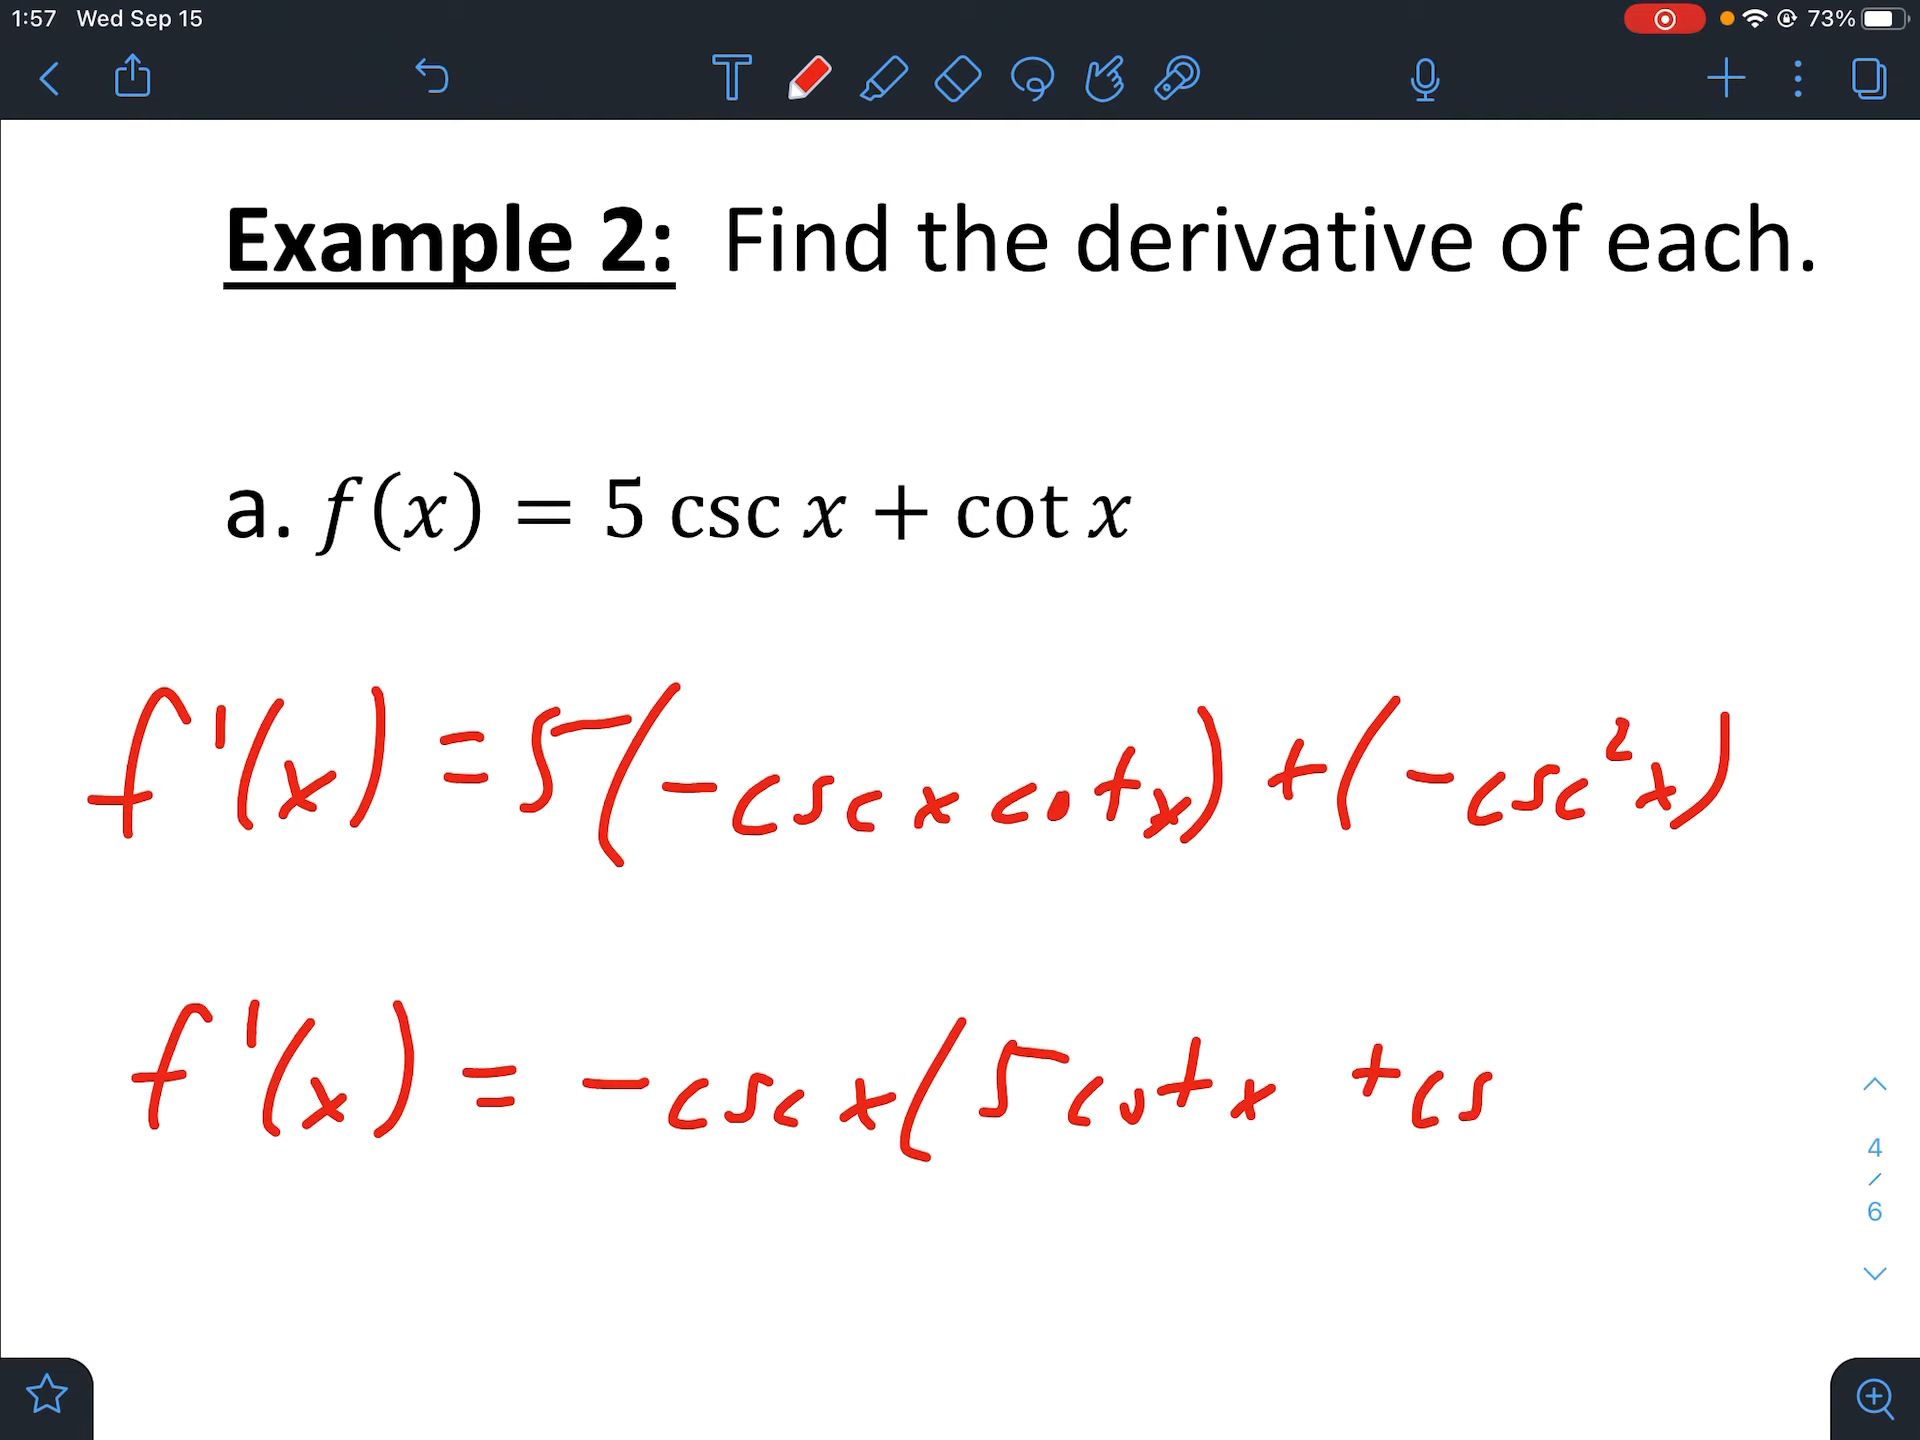 1:57 Wed Sep 15 73%
T
Example 2: Find the derivative of each.
a. f(x) = 5 csc x + cot x
f'(x) = 5(-csc x cot x) + (-csc²x)
f'(x) = -csc x(5 cot x + cs
4
/
6